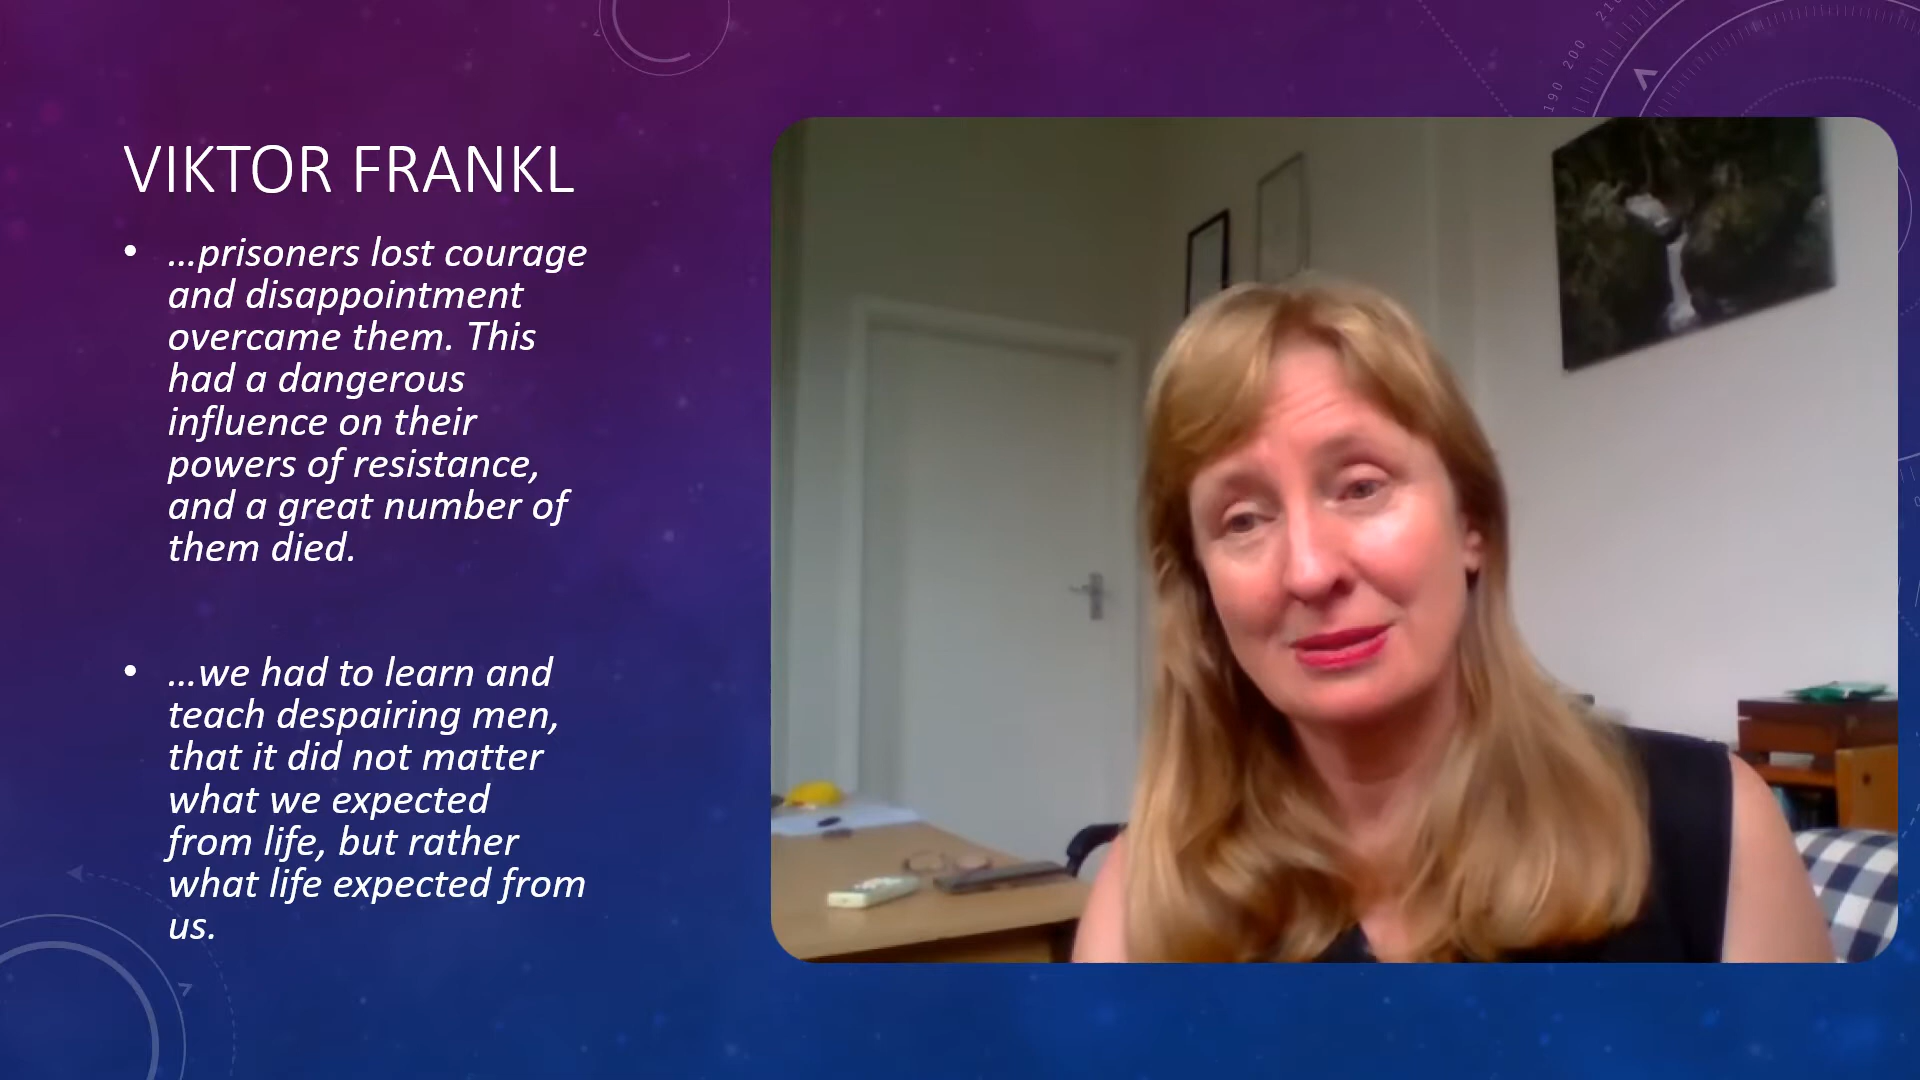 VIKTOR FRANKL
• …prisoners lost courage
and disappointment
overcame them. This
had a dangerous
influence on their
powers of resistance,
and a great number of
them died.
• …we had to learn and
teach despairing men,
that it did not matter
what we expected
from life, but rather
what life expected from
us.
190 200